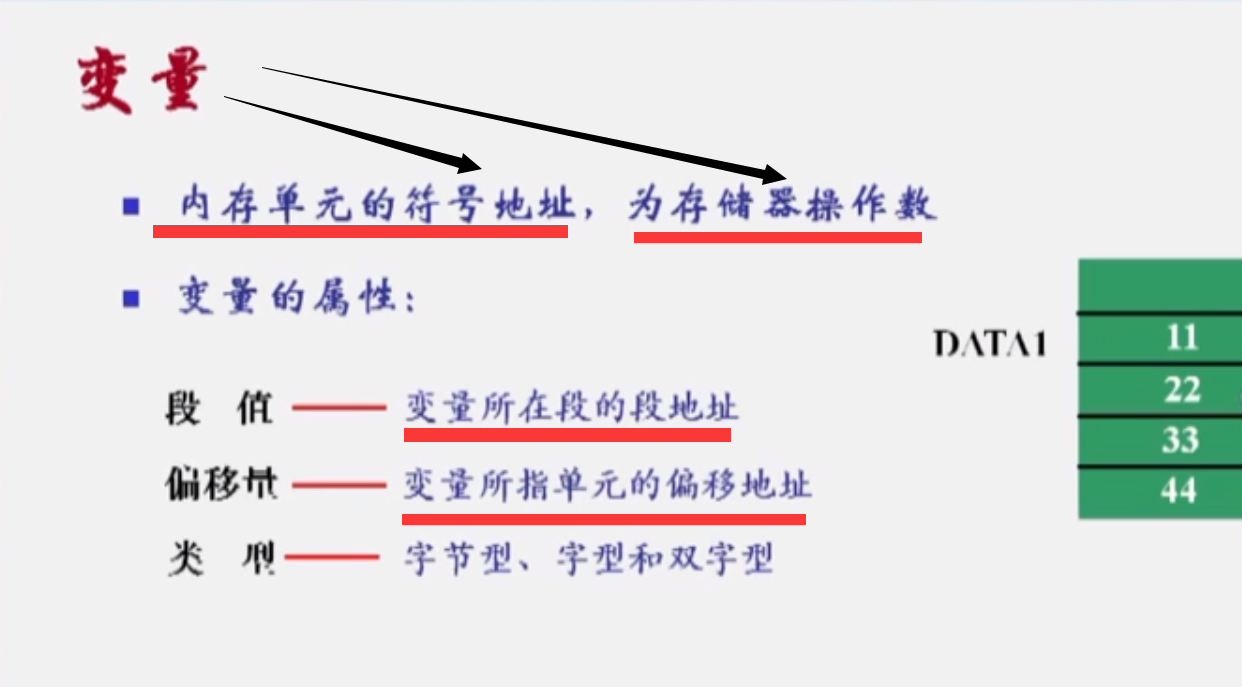 变量
内存单元的符号地址，为存储器操作数
变量的属性：
DATA1
11
22
33
44
段 值 变量所在段的段地址
偏移量 变量所指单元的偏移地址
类 型 字节型、字型和双字型